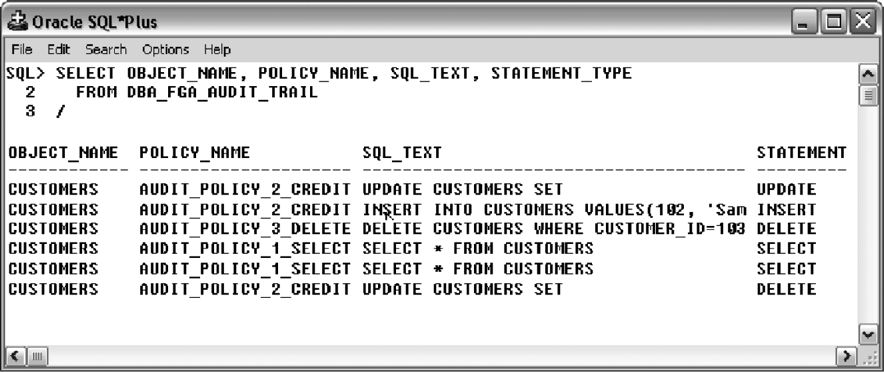 Oracle SQL*Plus
File Edit Search Options Help
SQL> SELECT OBJECT_NAME, POLICY_NAME, SQL_TEXT, STATEMENT_TYPE
2 FROM DBA_FGA_AUDIT_TRAIL
3 /
OBJECT_NAME POLICY_NAME SQL_TEXT STATEMENT
------------ --------------------- -------------------------------------- ---------
CUSTOMERS AUDIT_POLICY_2_CREDIT UPDATE CUSTOMERS SET UPDATE
CUSTOMERS AUDIT_POLICY_2_CREDIT INSERT INTO CUSTOMERS VALUES(102, 'Sam INSERT
CUSTOMERS AUDIT_POLICY_3_DELETE DELETE CUSTOMERS WHERE CUSTOMER_ID=103 DELETE
CUSTOMERS AUDIT_POLICY_1_SELECT SELECT * FROM CUSTOMERS SELECT
CUSTOMERS AUDIT_POLICY_1_SELECT SELECT * FROM CUSTOMERS SELECT
CUSTOMERS AUDIT_POLICY_2_CREDIT UPDATE CUSTOMERS SET DELETE